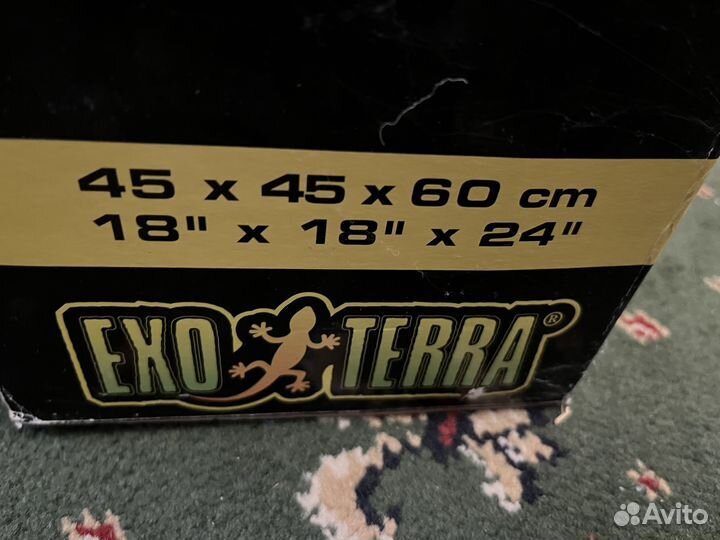 45 x 45 x 60 cm
18" x 18" x 24"
EXO TERRA®
Avito